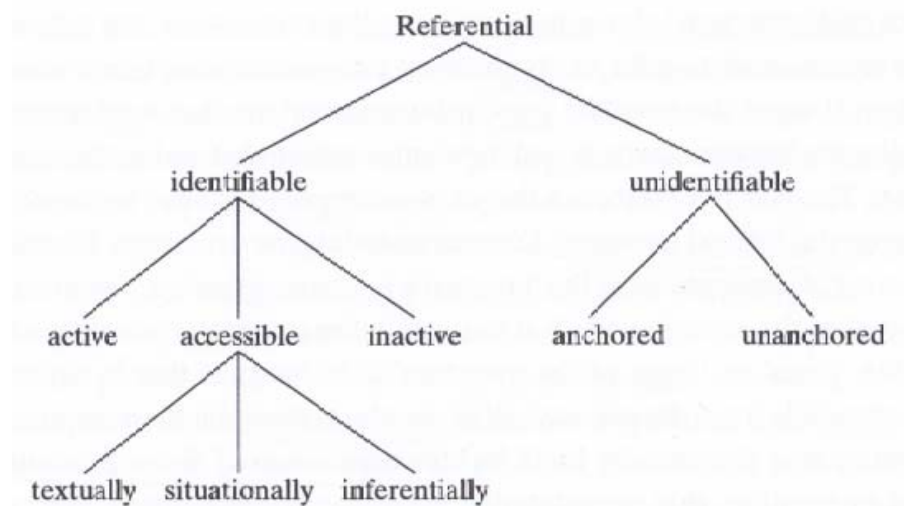 Referential
identifiable unidentifiable
active accessible inactive anchored unanchored
textually situationally inferentially